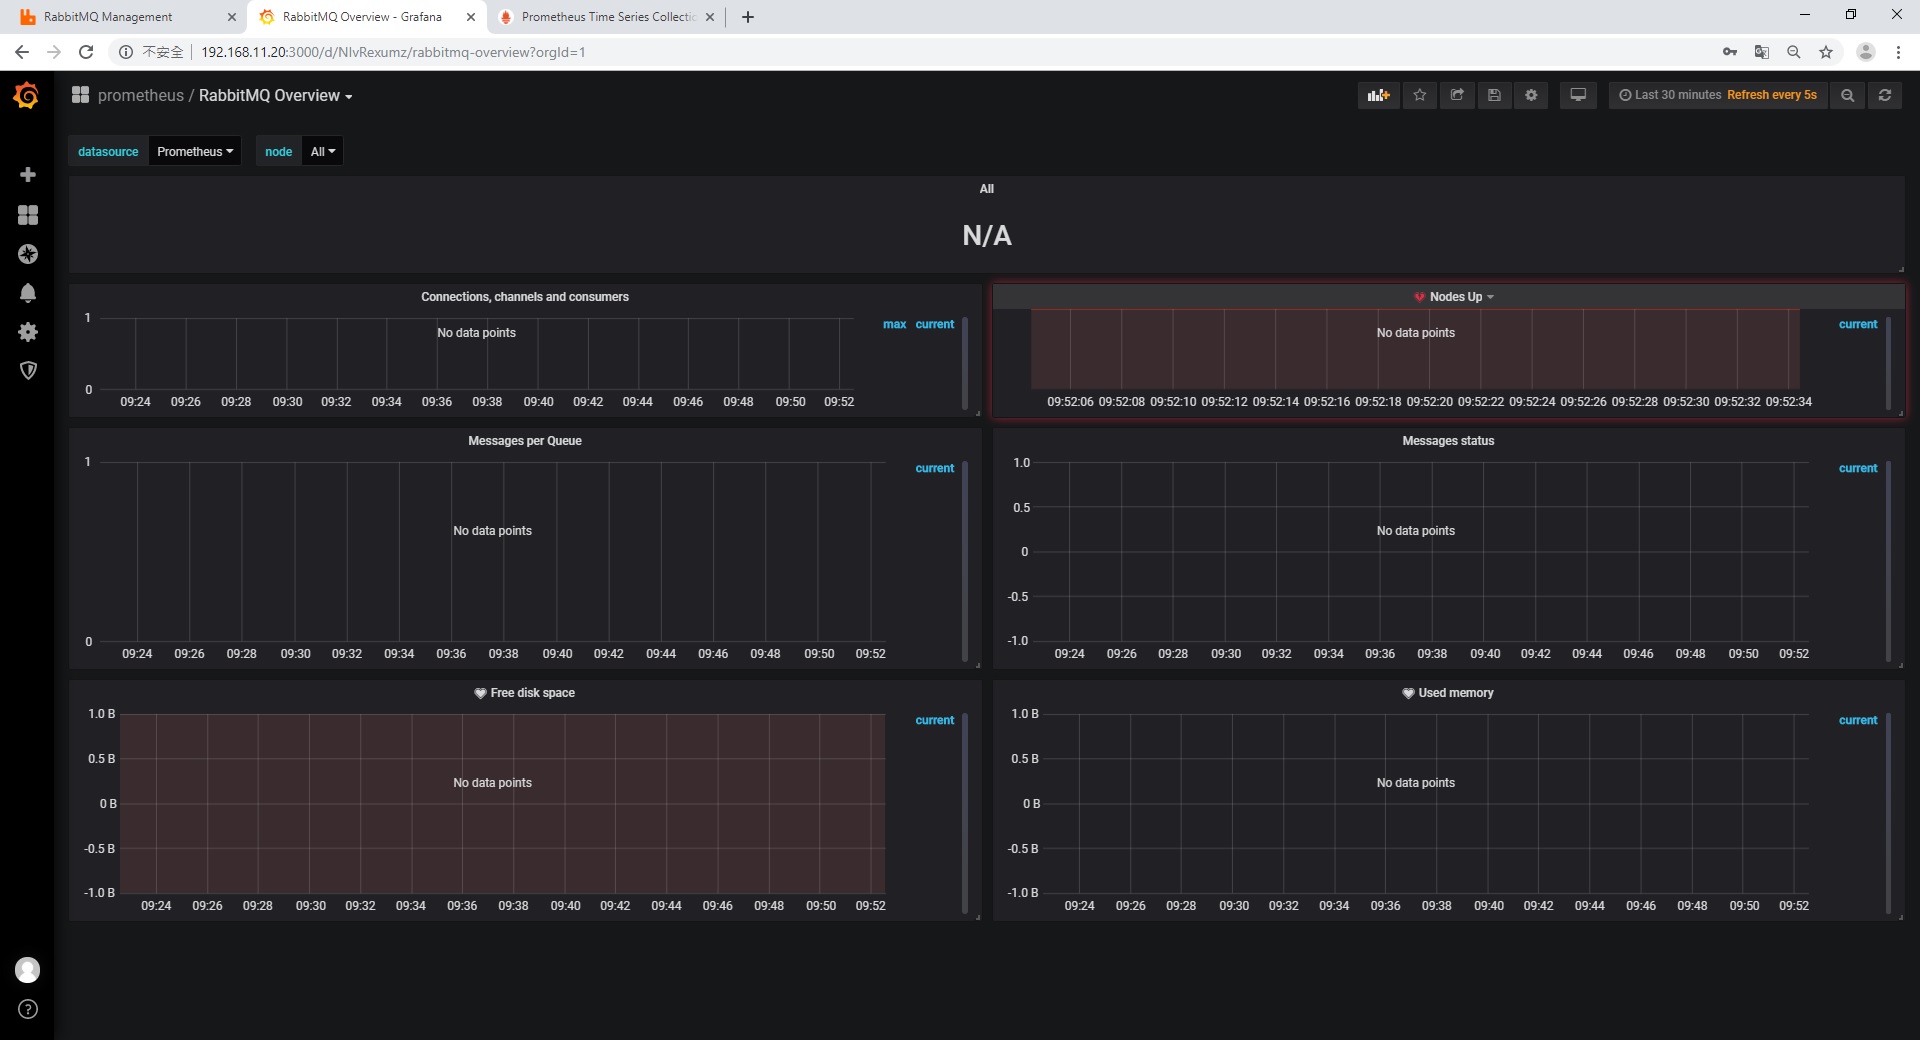 RabbitMQ Management
RabbitMQ Overview - Grafana
Prometheus Time Series Collectio
不安全
192.168.11.20:3000/d/NlvRexumz/rabbitmq-overview?orgId=1
prometheus / RabbitMQ Overview
Last 30 minutes Refresh every 5s
datasource Prometheus node All
All
N/A
Connections, channels and consumers
1
0
No data points
max current
09:24 09:26 09:28 09:30 09:32 09:34 09:36 09:38 09:40 09:42 09:44 09:46 09:48 09:50 09:52
Nodes Up
No data points
current
09:52:06 09:52:08 09:52:10 09:52:12 09:52:14 09:52:16 09:52:18 09:52:20 09:52:22 09:52:24 09:52:26 09:52:28 09:52:30 09:52:32 09:52:34
Messages per Queue
1
0
No data points
current
09:24 09:26 09:28 09:30 09:32 09:34 09:36 09:38 09:40 09:42 09:44 09:46 09:48 09:50 09:52
Messages status
1.0
0.5
0
-0.5
-1.0
No data points
current
09:24 09:26 09:28 09:30 09:32 09:34 09:36 09:38 09:40 09:42 09:44 09:46 09:48 09:50 09:52
Free disk space
1.0 B
0.5 B
0 B
-0.5 B
-1.0 B
No data points
current
09:24 09:26 09:28 09:30 09:32 09:34 09:36 09:38 09:40 09:42 09:44 09:46 09:48 09:50 09:52
Used memory
1.0 B
0.5 B
0 B
-0.5 B
-1.0 B
No data points
current
09:24 09:26 09:28 09:30 09:32 09:34 09:36 09:38 09:40 09:42 09:44 09:46 09:48 09:50 09:52